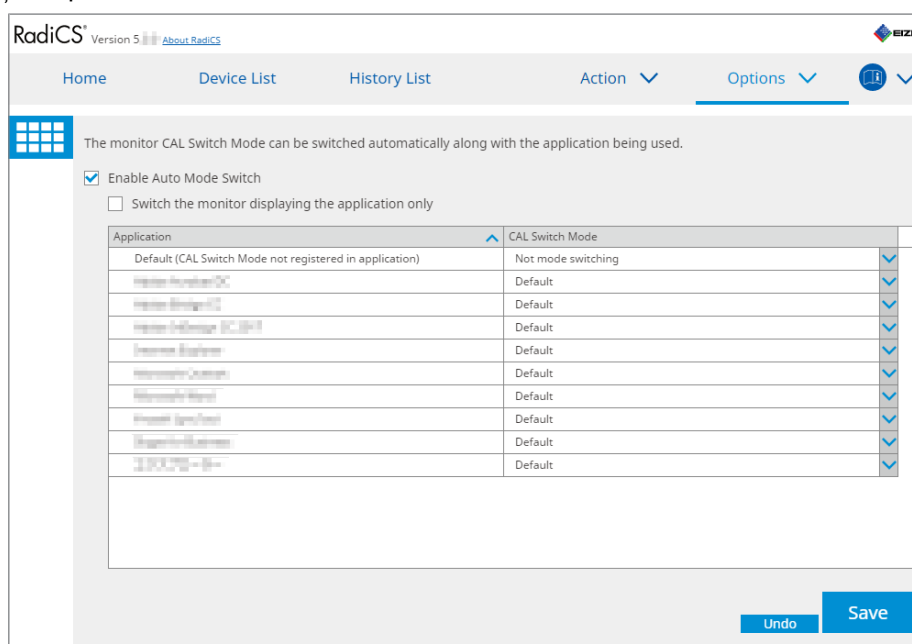 RadiCS® Version 5. About RadiCS EIZ
Home Device List History List Action Options
The monitor CAL Switch Mode can be switched automatically along with the application being used.
Enable Auto Mode Switch
Switch the monitor displaying the application only
Application CAL Switch Mode
Default (CAL Switch Mode not registered in application) Not mode switching
Default
Default
Default
Default
Default
Default
Default
Default
Default
Save
Undo